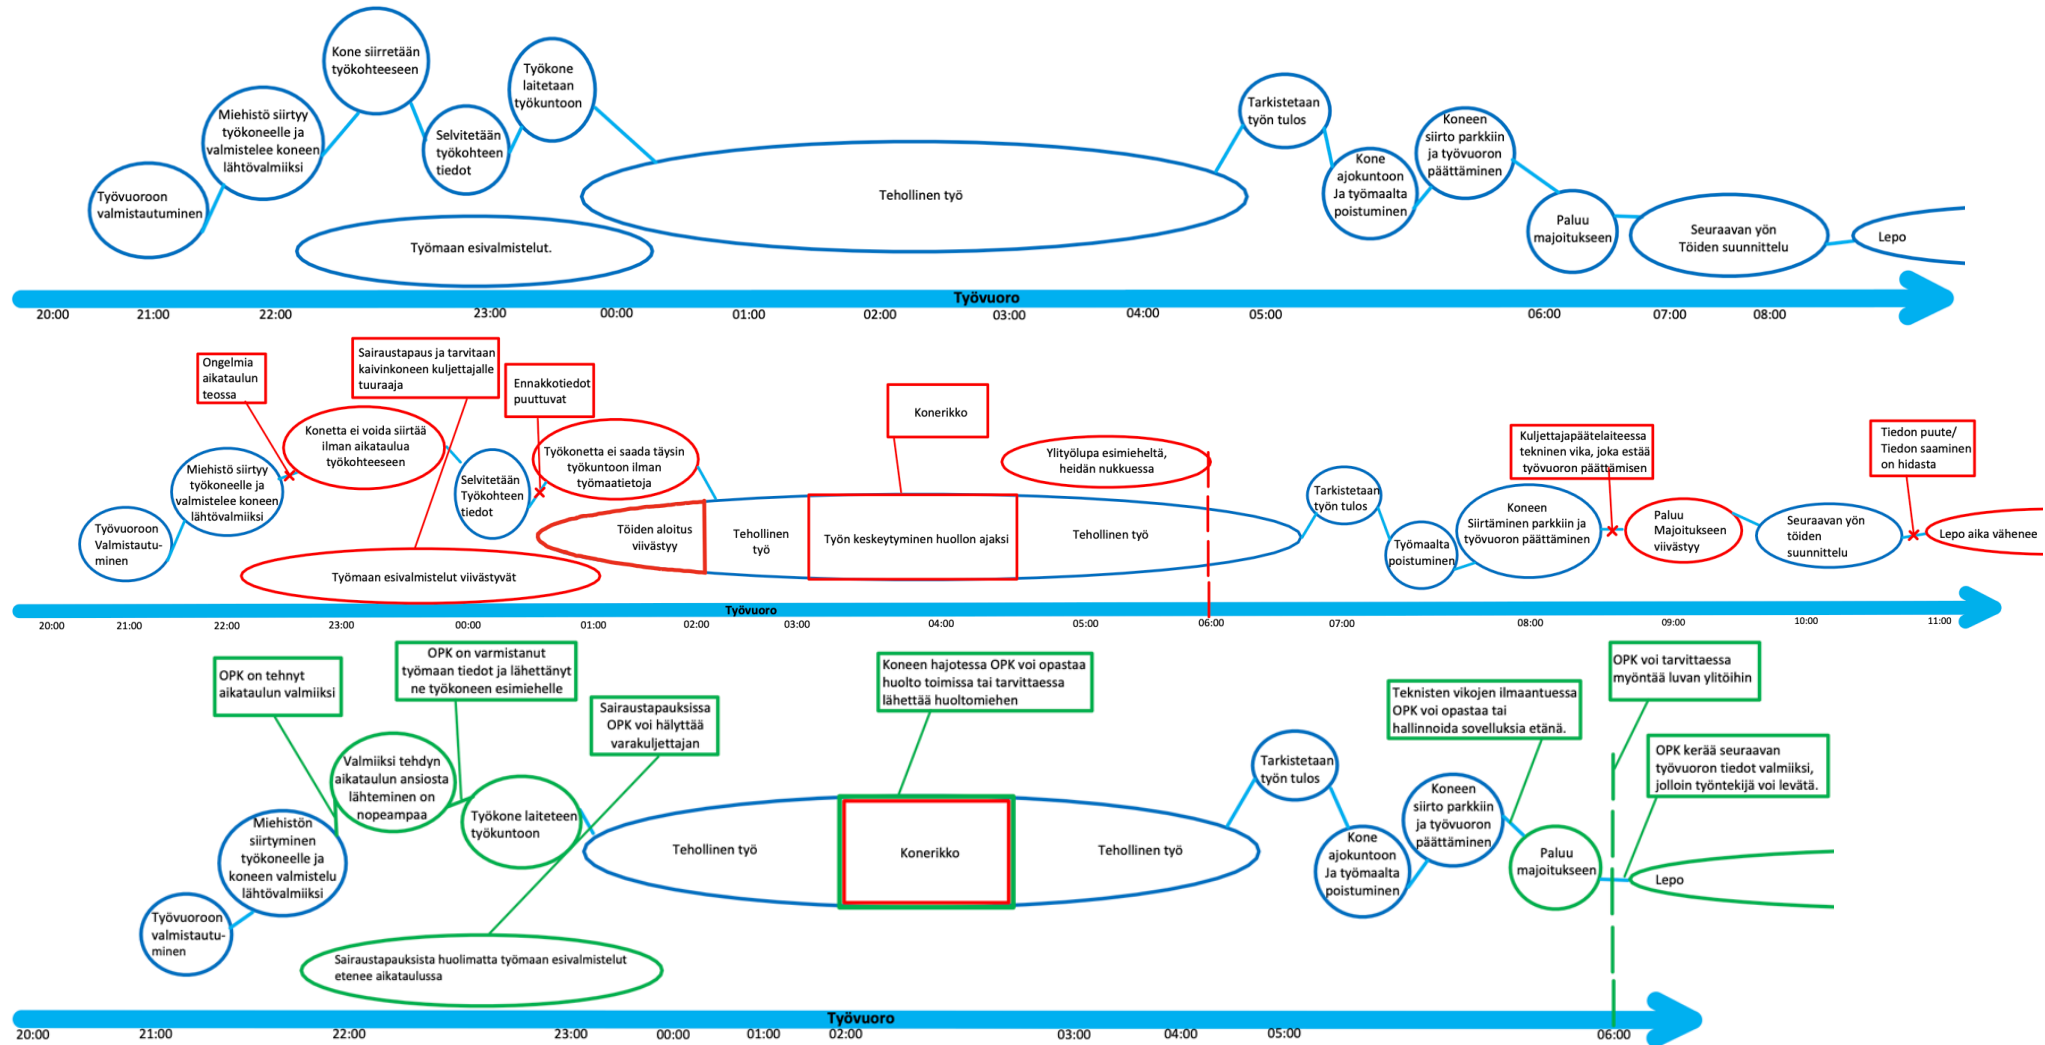 Kone siirretään
työkohteeseen
Työkone
laitetaan
työkuntoon
Miehistö siirtyy
työkoneelle ja
valmistelee koneen
lähtövalmiiksi
Selvitetään
työkohteen
tiedot
Työvuoroon
valmistautuminen
Työmaan esivalmistelut.
Tehollinen työ
Tarkistetaan
työn tulos
Kone
ajokuntoon
Ja työmaalta
poistuminen
Koneen
siirto parkkiin
ja työvuoron
päättäminen
Paluu
majoitukseen
Seuraavan yön
Töiden suunnittelu
Lepo
Työvuoro
20:00
21:00
22:00
23:00
00:00
01:00
02:00
03:00
04:00
05:00
06:00
07:00
08:00
Ongelmia
aikataulun
teossa
Sairaustapaus ja tarvitaan
kaivinkoneen kuljettajalle
tuuraaja
Ennakkotiedot
puuttuvat
Konerikko
Kuljettajapäätelaiteessa
tekninen vika, joka estää
työvuoron päättämisen
Tiedon puute/
Tiedon saaminen
on hidasta
Työvuoroon
Valmistautu-
minen
Miehistö siirtyy
työkoneelle ja
valmistelee koneen
lähtövalmiiksi
Konetta ei voida siirtää
ilman aikataulua
työkohteeseen
Selvitetään
Työkohteen
tiedot
Työkonetta ei saada täysin
työkuntoon ilman
työmaatietoja
Työmaan esivalmistelut viivästyvät
Töiden aloitus
viivästyy
Tehollinen
työ
Työn keskeytyminen huollon ajaksi
Tehollinen työ
Ylityölupa esimieheltä,
heidän nukkuessa
Tarkistetaan
työn tulos
Työmaalta
poistuminen
Koneen
Siirtäminen parkkiin ja
työvuoron päättäminen
Paluu
Majoitukseen
viivästyy
Seuraavan yön
töiden
suunnittelu
Lepo aika vähenee
Työvuoro
20:00
21:00
22:00
23:00
00:00
01:00
02:00
03:00
04:00
05:00
06:00
07:00
08:00
09:00
10:00
11:00
OPK on tehnyt
aikataulun valmiiksi
OPK on varmistanut
työmaan tiedot ja lähettänyt
ne työkoneen esimiehelle
Sairaustapauksissa
OPK voi hälyttää
varakuljettajan
Koneen hajotessa OPK voi opastaa
huolto toimissa tai tarvittaessa
lähettää huoltomiehen
Teknisten vikojen ilmaantuessa
OPK voi opastaa tai
hallinnoida sovelluksia etänä.
OPK voi tarvittaessa
myöntää luvan ylitöihin
OPK kerää seuraavan
työvuoron tiedot valmiiksi,
jolloin työntekijä voi levätä.
Työvuoroon
valmistautu-
minen
Miehistön
siirtyminen
työkoneelle ja
koneen valmistelu
lähtövalmiiksi
Valmiiksi tehdyn
aikataulun ansiosta
lähteminen on
nopeampaa
Työkone laiteteen
työkuntoon
Sairaustapauksista huolimatta työmaan esivalmistelut
etenee aikataulussa
Tehollinen työ
Konerikko
Tehollinen työ
Tarkistetaan
työn tulos
Kone
ajokuntoon
Ja työmaalta
poistuminen
Koneen
siirto parkkiin
ja työvuoron
päättäminen
Paluu
majoitukseen
Lepo
Työvuoro
20:00
21:00
22:00
23:00
00:00
01:00
02:00
03:00
04:00
05:00
06:00